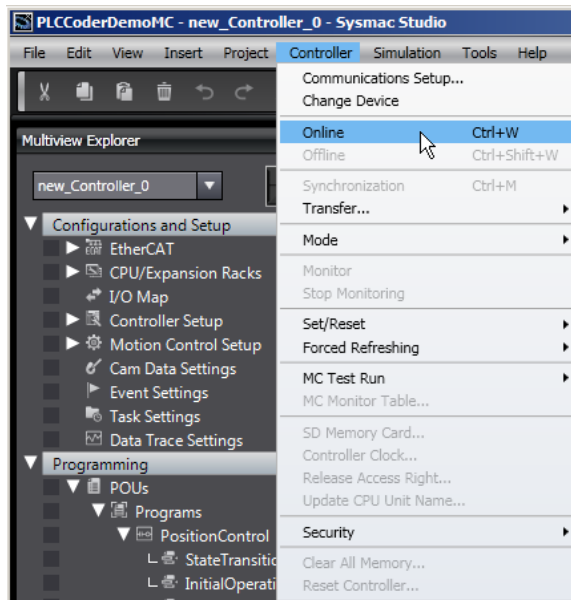 PLCCoderDemoMC - new_Controller_0 - Sysmac Studio
File Edit View Insert Project Controller Simulation Tools Help
Multiview Explorer
new_Controller_0
Configurations and Setup
EtherCAT
CPU/Expansion Racks
I/O Map
Controller Setup
Motion Control Setup
Cam Data Settings
Event Settings
Task Settings
Data Trace Settings
Programming
POUs
Programs
PositionControl
StateTransitio
InitialOperati
Communications Setup...
Change Device
Online Ctrl+W
Offline Ctrl+Shift+W
Synchronization Ctrl+M
Transfer...
Mode
Monitor
Stop Monitoring
Set/Reset
Forced Refreshing
MC Test Run
MC Monitor Table...
SD Memory Card...
Controller Clock...
Release Access Right...
Update CPU Unit Name...
Security
Clear All Memory...
Reset Controller...